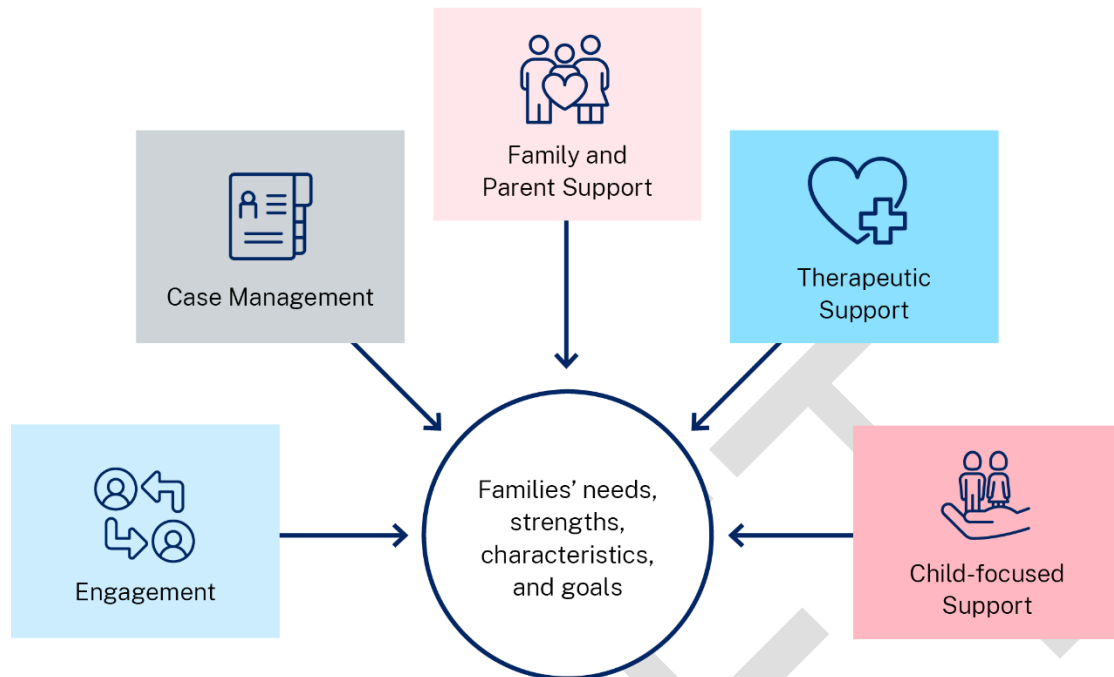 Family and
Parent Support
Case Management
Therapeutic
Support
Engagement
Families’ needs,
strengths,
characteristics,
and goals
Child-focused
Support